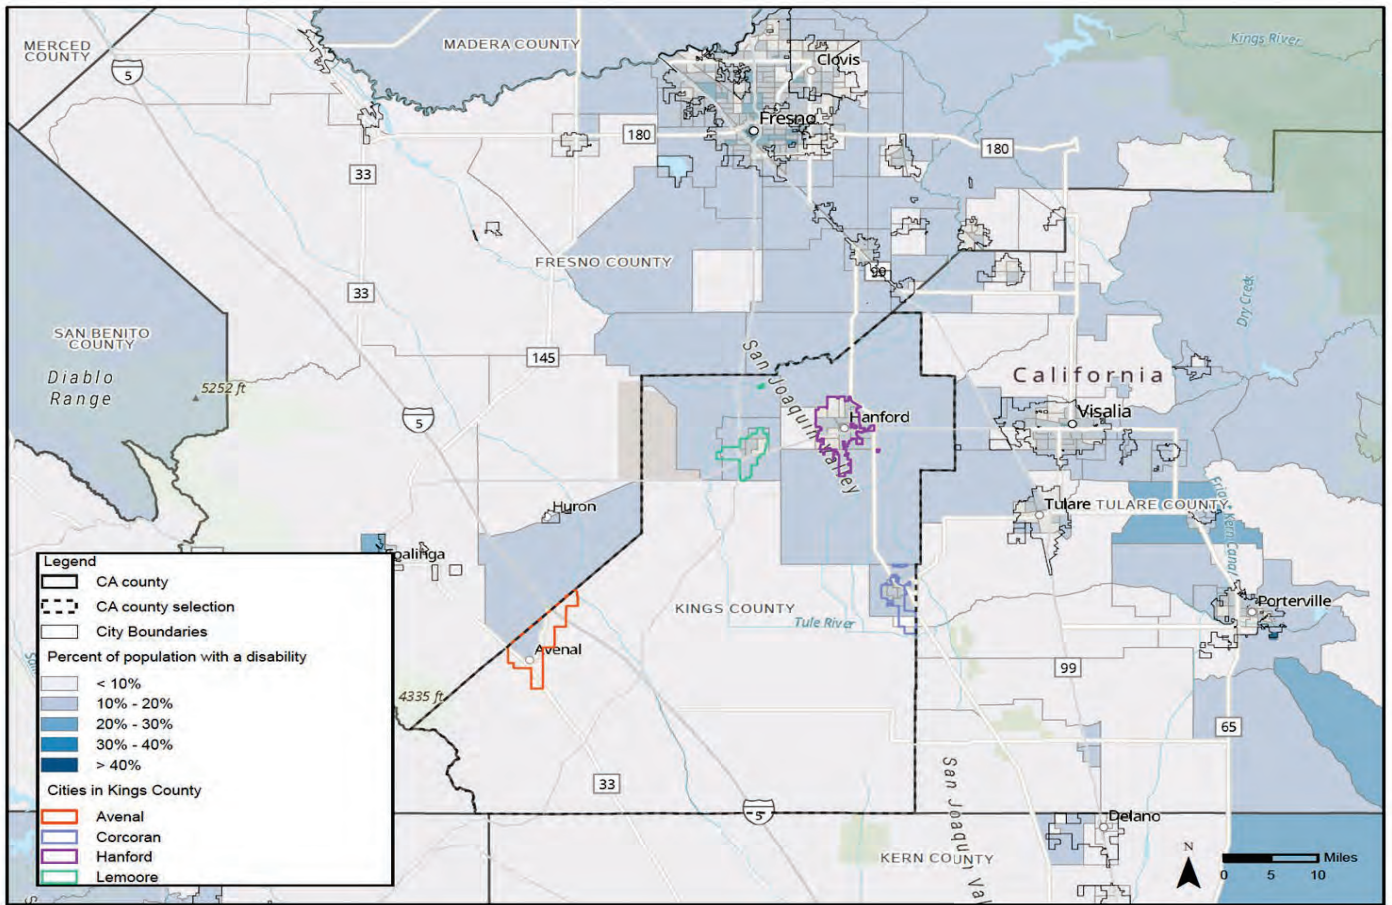 MERCED
COUNTY
MADERA COUNTY
Kings River
5
Clovis
Fresno
180
180
33
FRESNO COUNTY
90
33
Dry Creek
SAN BENITO
COUNTY
145
San Joaquin Valley
California
Diablo
Range
5252 ft
5
Hanford
Visalia
Huron
Tulare
TULARE COUNTY
Friant Kern Canal
Coalinga
KINGS COUNTY
Tule River
Porterville
Avenal
99
4335 ft
65
33
5
San Joaquin Val
Delano
KERN COUNTY
N
Miles
0 5 10
Legend
CA county
CA county selection
City Boundaries
Percent of population with a disability
< 10%
10% - 20%
20% - 30%
30% - 40%
> 40%
Cities in Kings County
Avenal
Corcoran
Hanford
Lemoore